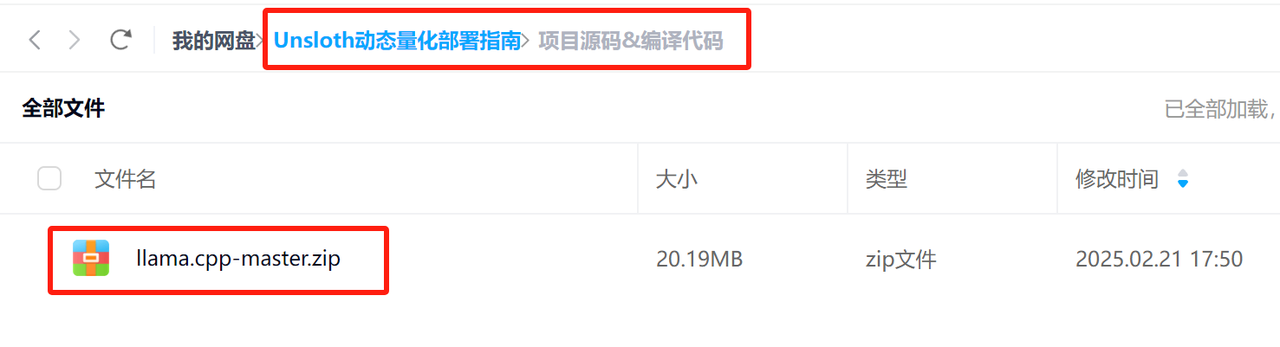 我的网盘> Unsloth动态量化部署指南> 项目源码&编译代码
全部文件 已全部加载，
文件名 大小 类型 修改时间
llama.cpp-master.zip 20.19MB zip文件 2025.02.21 17:50